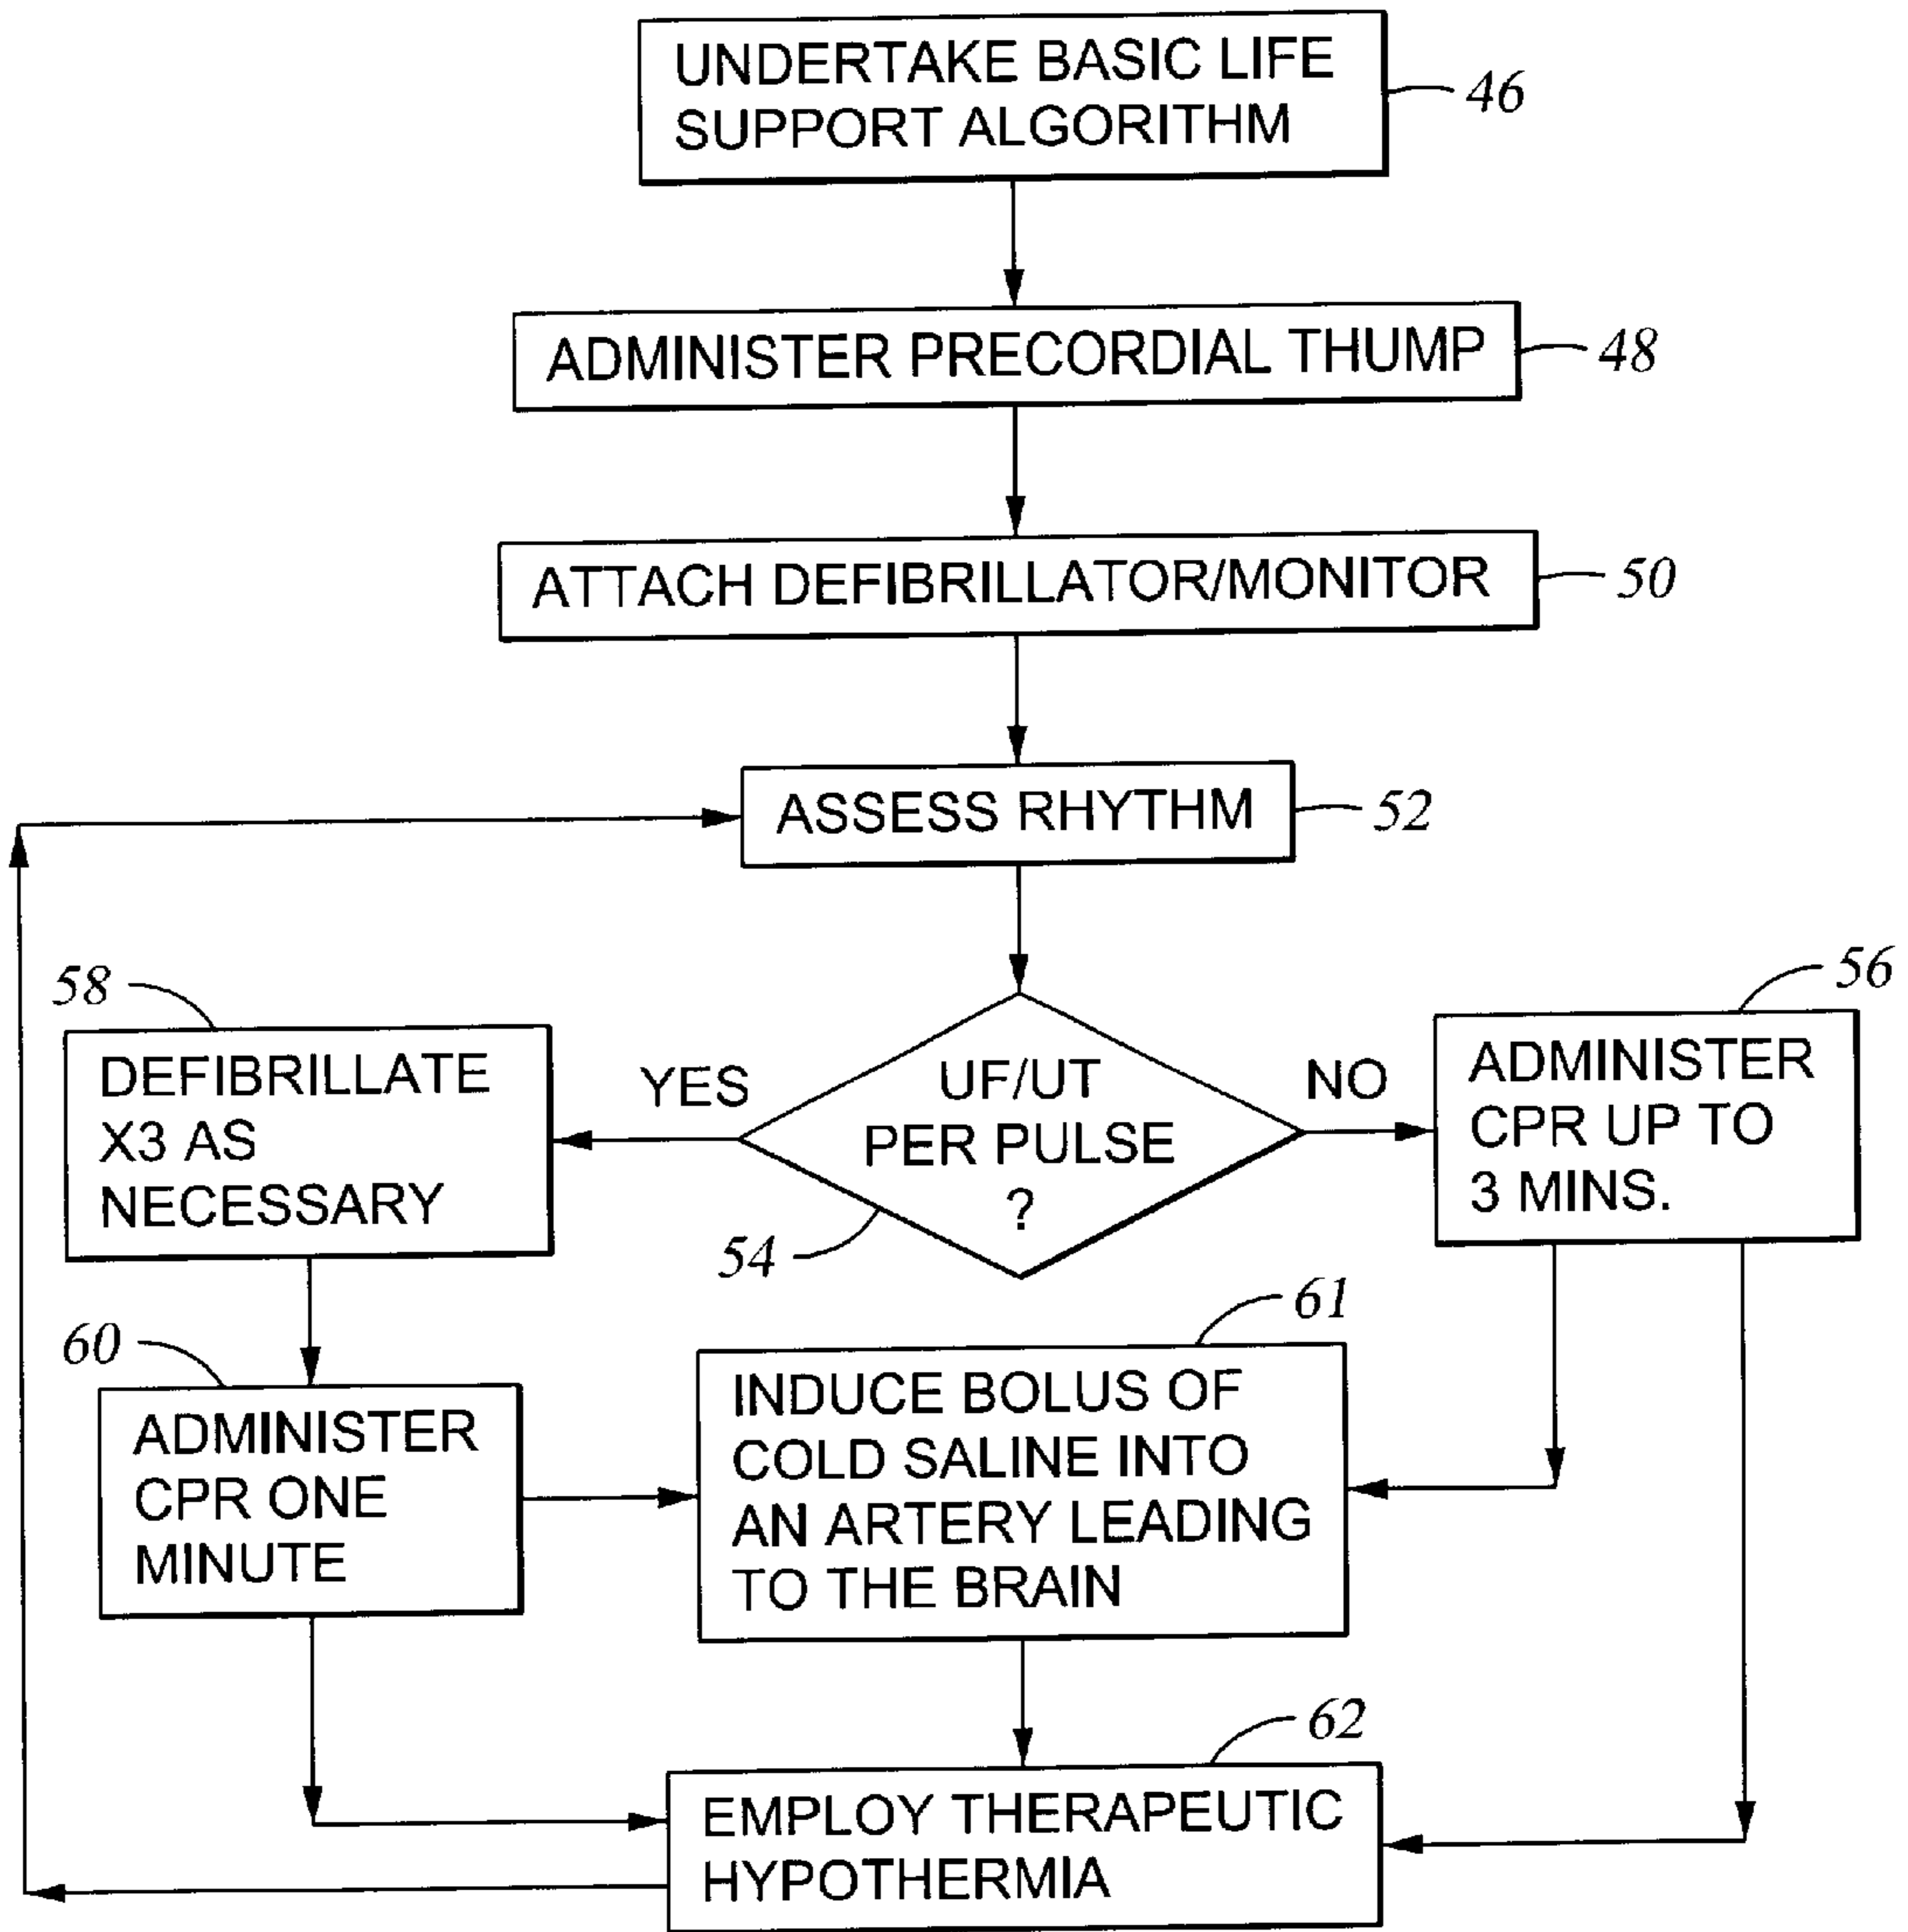 UNDERTAKE BASIC LIFE
SUPPORT ALGORITHM
46
ADMINISTER PRECORDIAL THUMP
48
ATTACH DEFIBRILLATOR/MONITOR
50
ASSESS RHYTHM
52
58
DEFIBRILLATE
X3 AS
NECESSARY
YES
UF/UT
PER PULSE
?
54
NO
56
ADMINISTER
CPR UP TO
3 MINS.
60
ADMINISTER
CPR ONE
MINUTE
61
INDUCE BOLUS OF
COLD SALINE INTO
AN ARTERY LEADING
TO THE BRAIN
62
EMPLOY THERAPEUTIC
HYPOTHERMIA